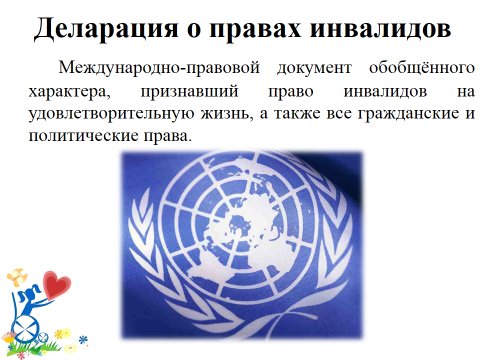 Деларация о правах инвалидов
Международно-правовой документ обобщённого
характера, признавший право инвалидов на
удовлетворительную жизнь, а также все гражданские и
политические права.